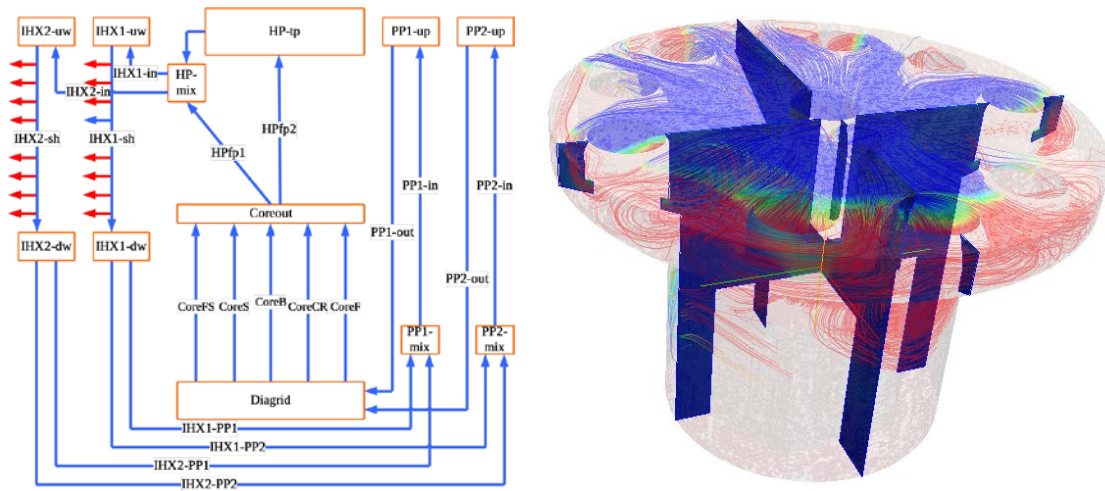 IHX2-uw
IHX1-uw
HP-tp
PP1-up
PP2-up
IHX1-in
HP-
mix
IHX2-in
IHX2-sh
IHX1-sh
HPfp1
HPfp2
PP1-in
PP2-in
Coreout
PP1-out
IHX2-dw
IHX1-dw
PP2-out
CoreFS
CoreS
CoreB
CoreCR
CoreF
PP1-
mix
PP2-
mix
Diagrid
IHX1-PP1
IHX1-PP2
IHX2-PP1
IHX2-PP2